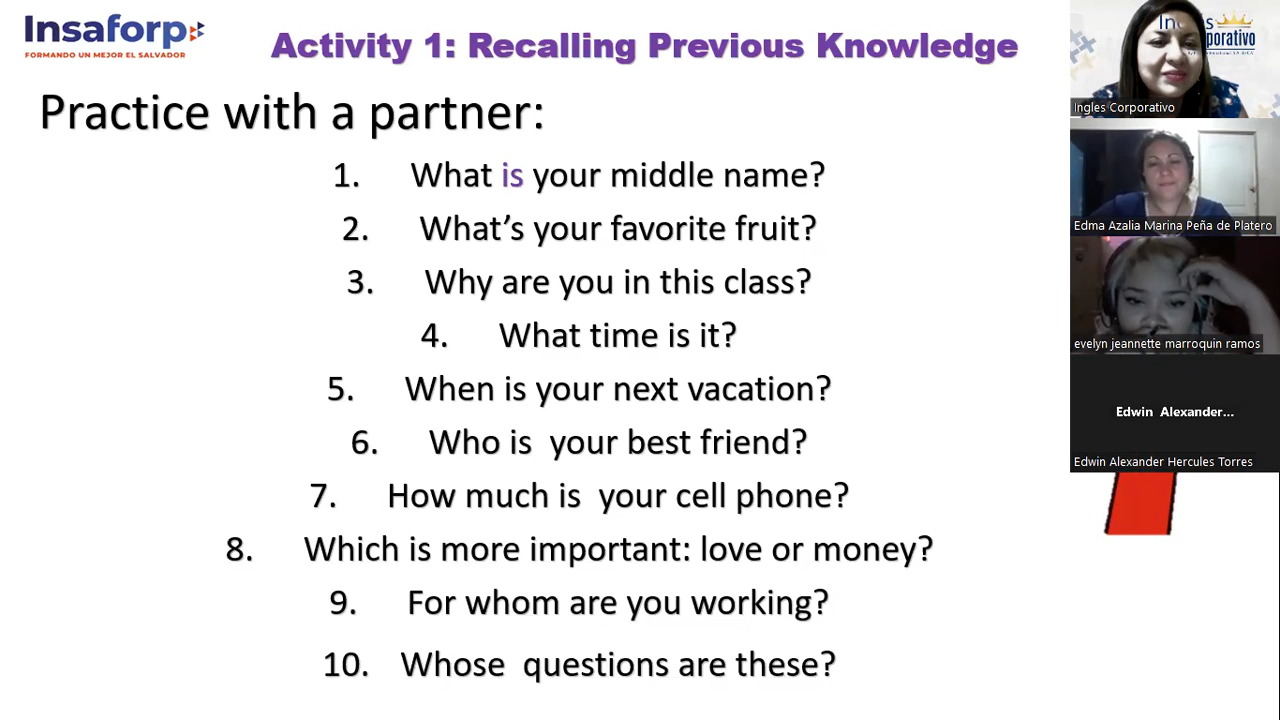 Insaforp
FORMANDO UN MEJOR EL SALVADOR
Activity 1: Recalling Previous Knowledge
Practice with a partner:
1. What is your middle name?
2. What's your favorite fruit?
3. Why are you in this class?
4. What time is it?
5. When is your next vacation?
6. Who is your best friend?
7. How much is your cell phone?
8. Which is more important: love or money?
9. For whom are you working?
10. Whose questions are these?
Ingles Corporativo
Edma Azalia Marina Peña de Platero
evelyn jeannette marroquin ramos
Edwin Alexander...
Edwin Alexander Hercules Torres